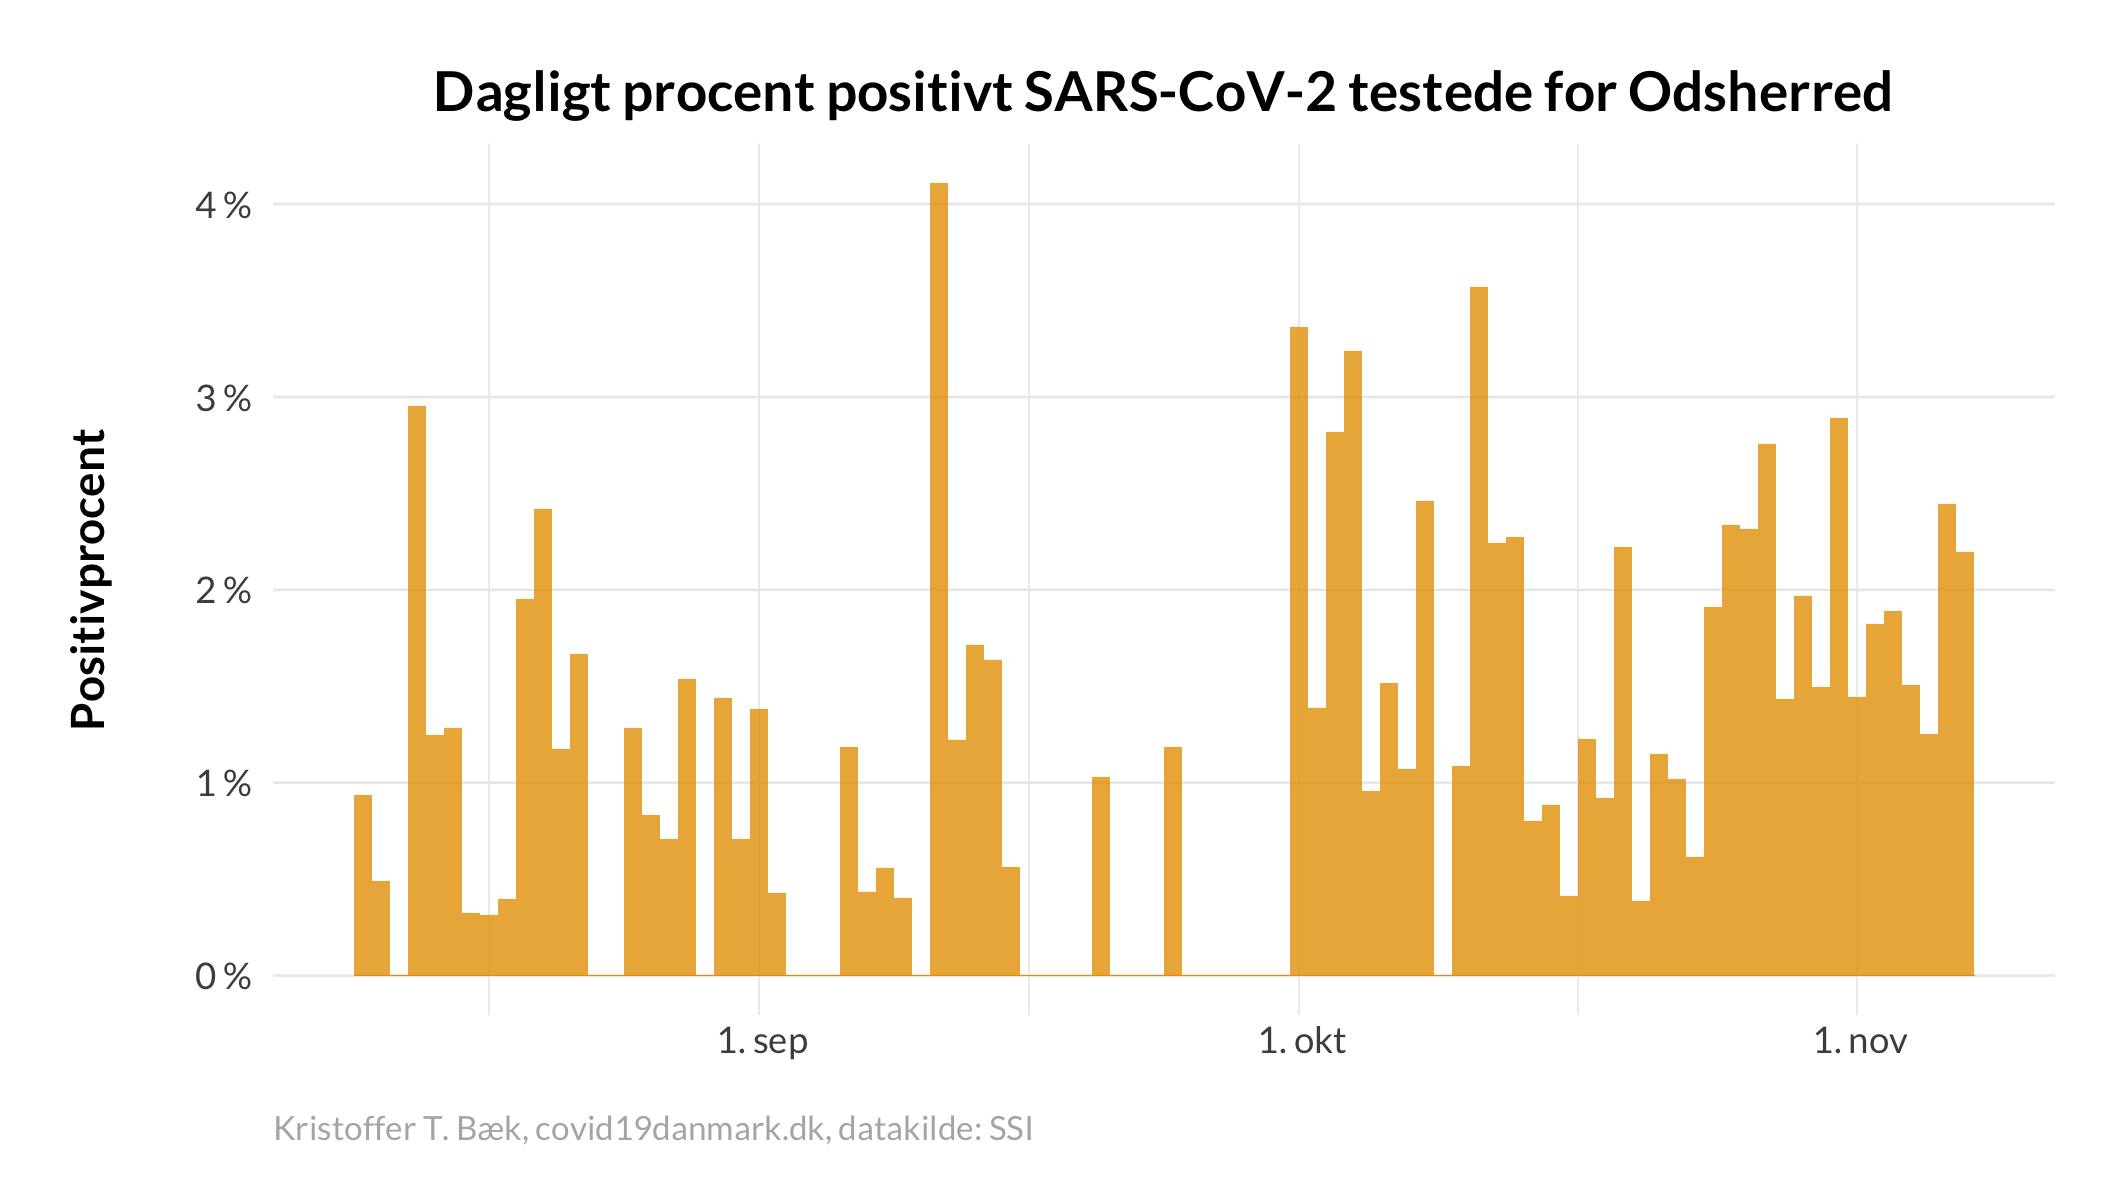 Dagligt procent positivt SARS-CoV-2 testede for Odsherred
Positivprocent
4 %
3 %
2 %
1 %
0 %
1. sep
1. okt
1. nov
Kristoffer T. Bæk, covid19danmark.dk, datakilde: SSI